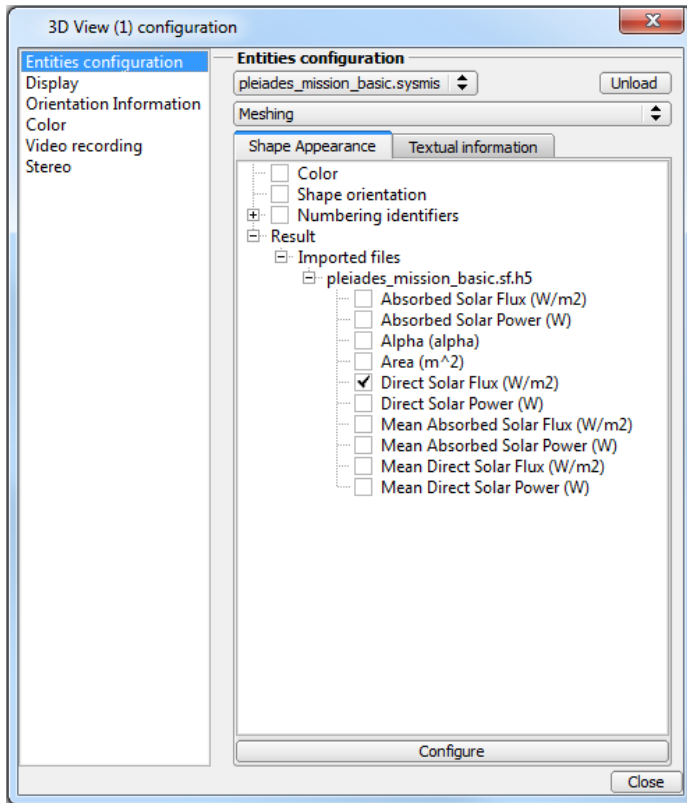 3D View (1) configuration
Entities configuration
Display
Orientation Information
Color
Video recording
Stereo
Entities configuration
pleiades_mission_basic.sysmis
Unload
Meshing
Shape Appearance
Textual information
Color
Shape orientation
Numbering identifiers
Result
Imported files
pleiades_mission_basic.sf.h5
Absorbed Solar Flux (W/m2)
Absorbed Solar Power (W)
Alpha (alpha)
Area (m^2)
Direct Solar Flux (W/m2)
Direct Solar Power (W)
Mean Absorbed Solar Flux (W/m2)
Mean Absorbed Solar Power (W)
Mean Direct Solar Flux (W/m2)
Mean Direct Solar Power (W)
Configure
Close